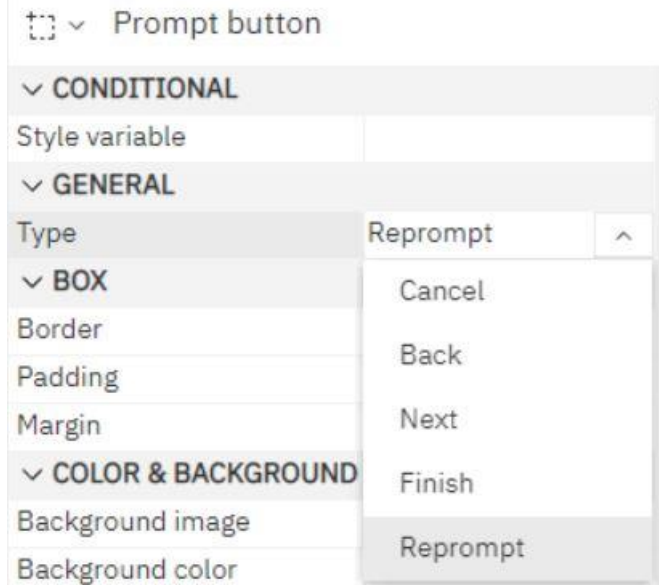 Prompt button
CONDITIONAL
Style variable
GENERAL
Type Reprompt
BOX
Border
Padding
Margin
COLOR & BACKGROUND
Background image
Background color
Cancel
Back
Next
Finish
Reprompt